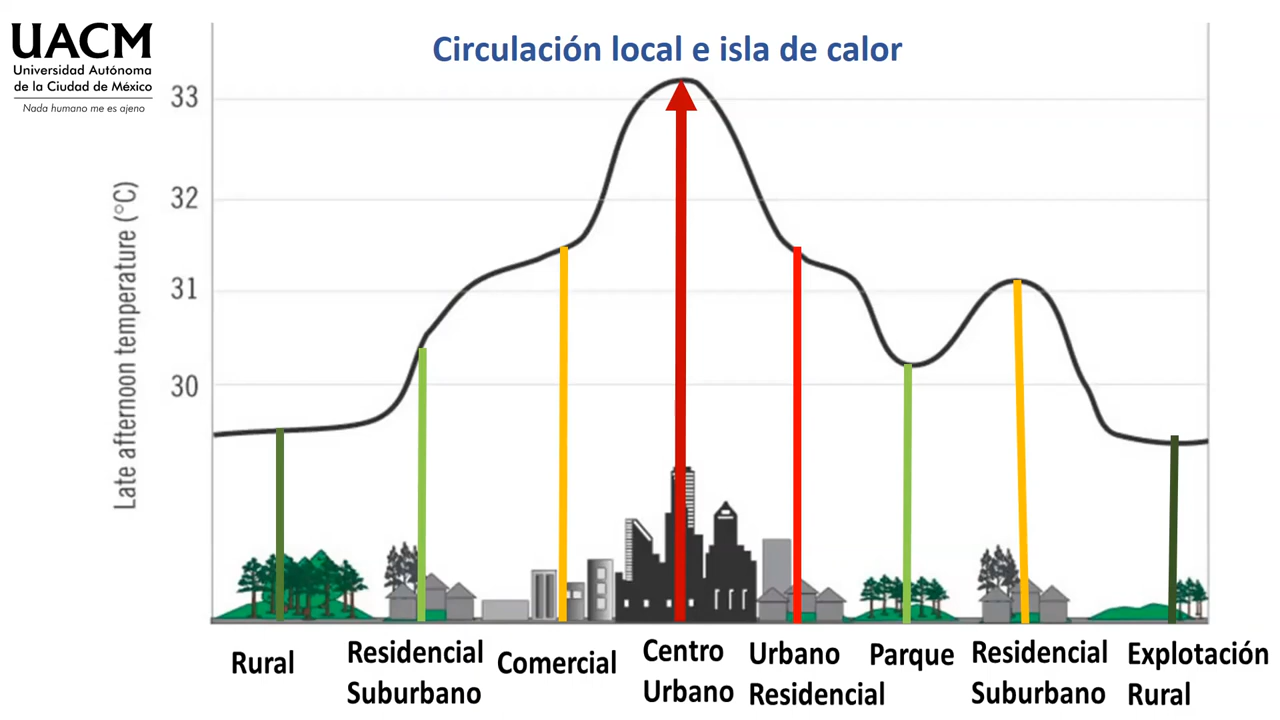 UACM
Universidad Autónoma
de la Ciudad de México
Nada humano me es ajeno
Circulación local e isla de calor
Late afternoon temperature (°C)
33
32
31
30
Rural
Residencial
Suburbano
Comercial
Centro
Urbano
Urbano
Residencial
Parque
Residencial
Suburbano
Explotación
Rural